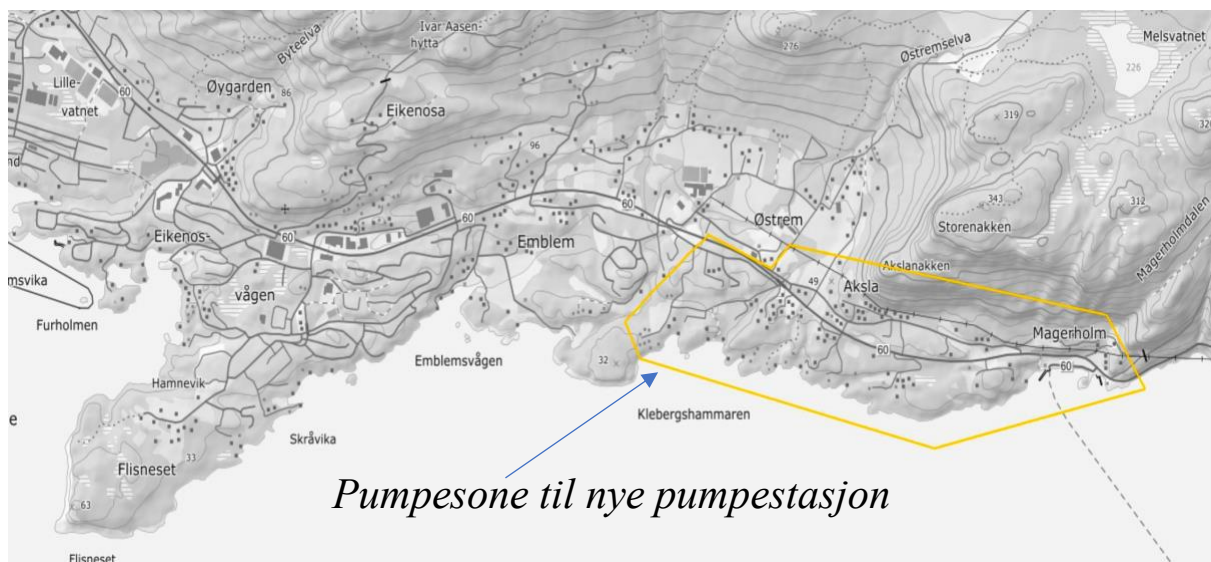 Ivar Aasen-
hytta
276
Melsvatnet
Byteelva
Østremselva
Lille-
vatnet
60
Øygarden
86
Eikenosa
226
319
96
60
343
312
Storenakken
Magerholmdalen
60
Østrem
60
Emblem
Eikenos-
vågen
60
Akslanakken
49
Aksla
msvika
Furholmen
Magerholm
60
60
32
Emblemsvågen
Hamnevik
Klebergshammaren
e
Skråvika
33
Flisneset
63
Pumpesone til nye pumpestasjon
Flisneset